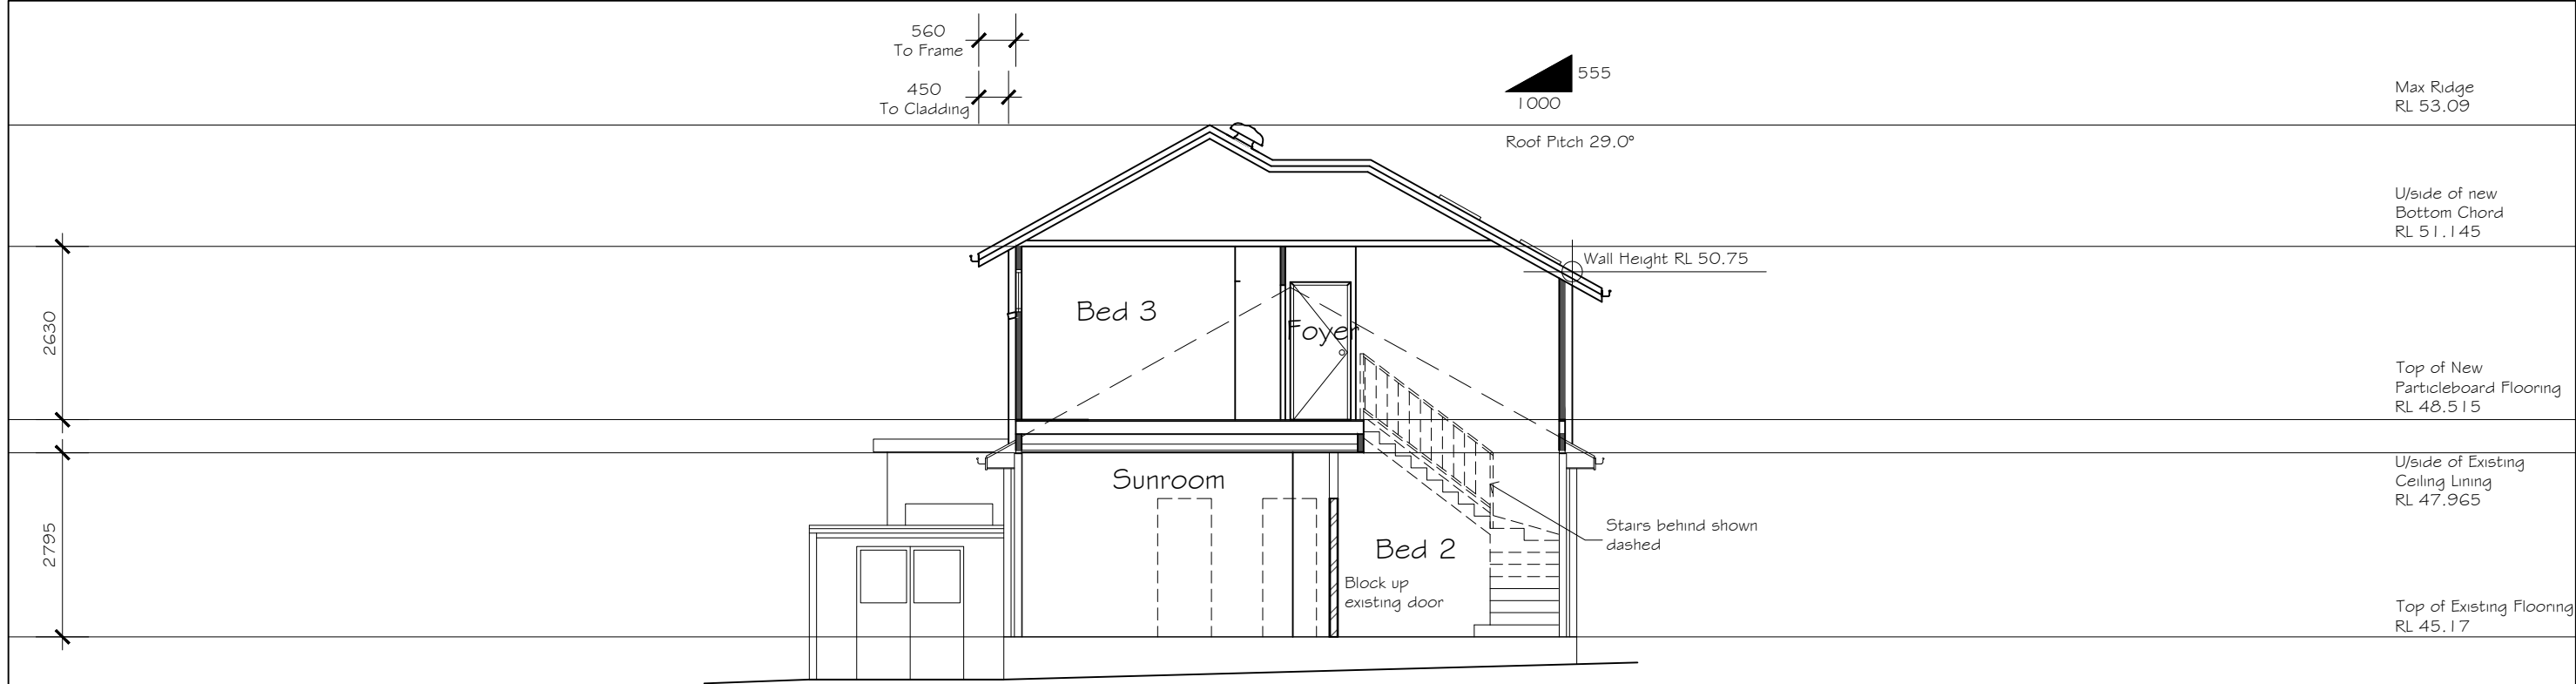 560
To Frame
450
To Cladding
555
1000
Roof Pitch 29.0°
Max Ridge
RL 53.09
U/side of new
Bottom Chord
RL 51.145
Wall Height RL 50.75
2630
Bed 3
Foyer
Top of New
Particleboard Flooring
RL 48.515
U/side of Existing
Ceiling Lining
RL 47.965
Sunroom
2795
Stairs behind shown
dashed
Bed 2
Block up
existing door
Top of Existing Flooring
RL 45.17